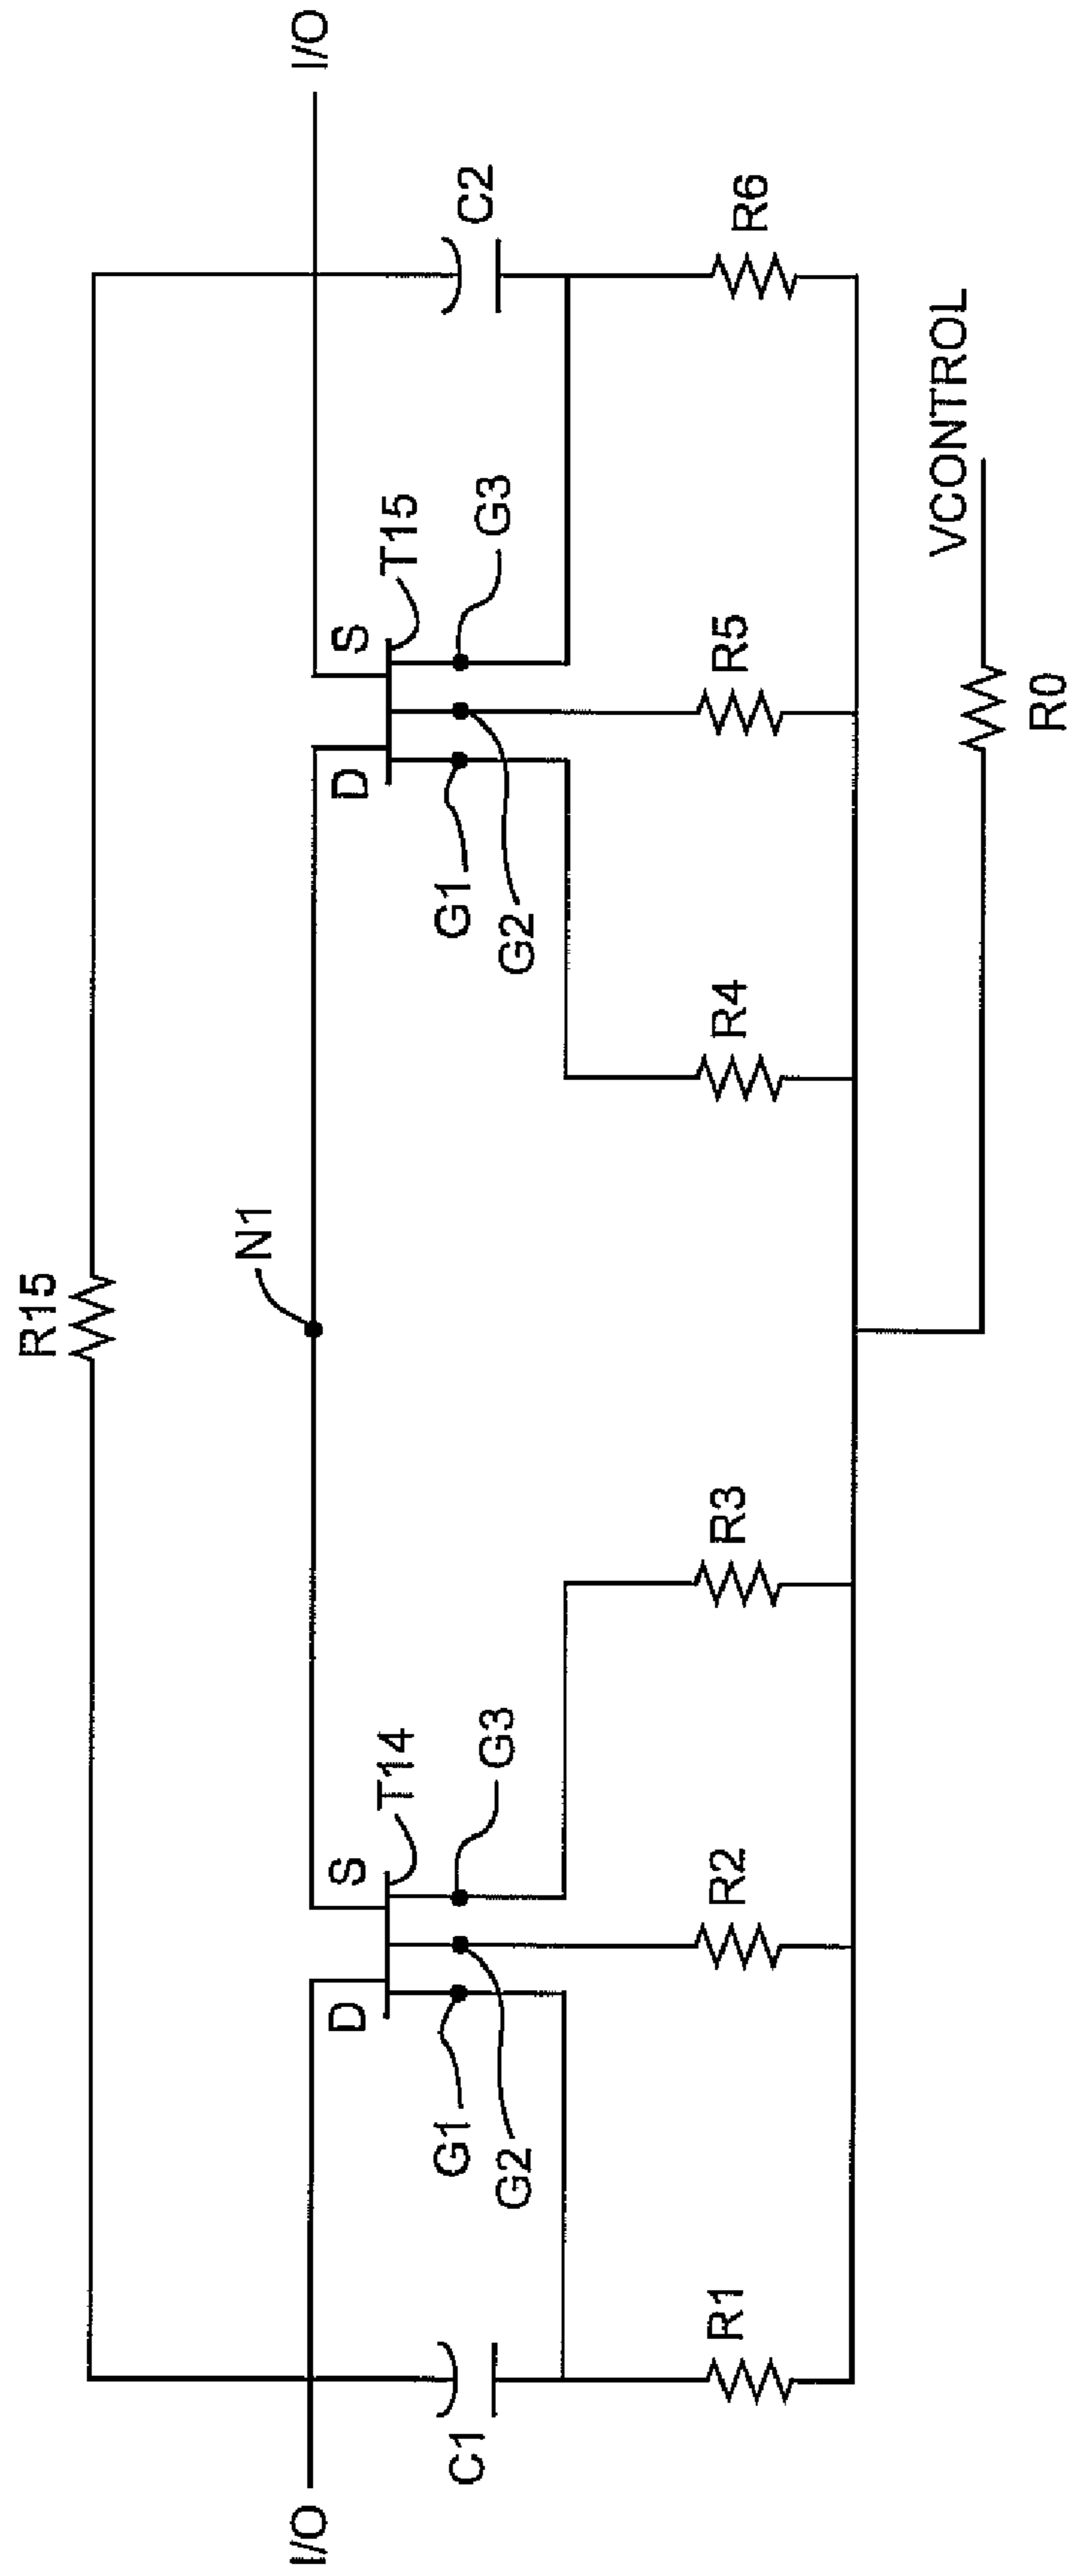 R15
N1
I/O
I/O
D
S
T14
D
S
T15
C1
G1
G2
G3
G1
G2
G3
C2
R1
R2
R3
R4
R5
R6
VCONTROL
R0